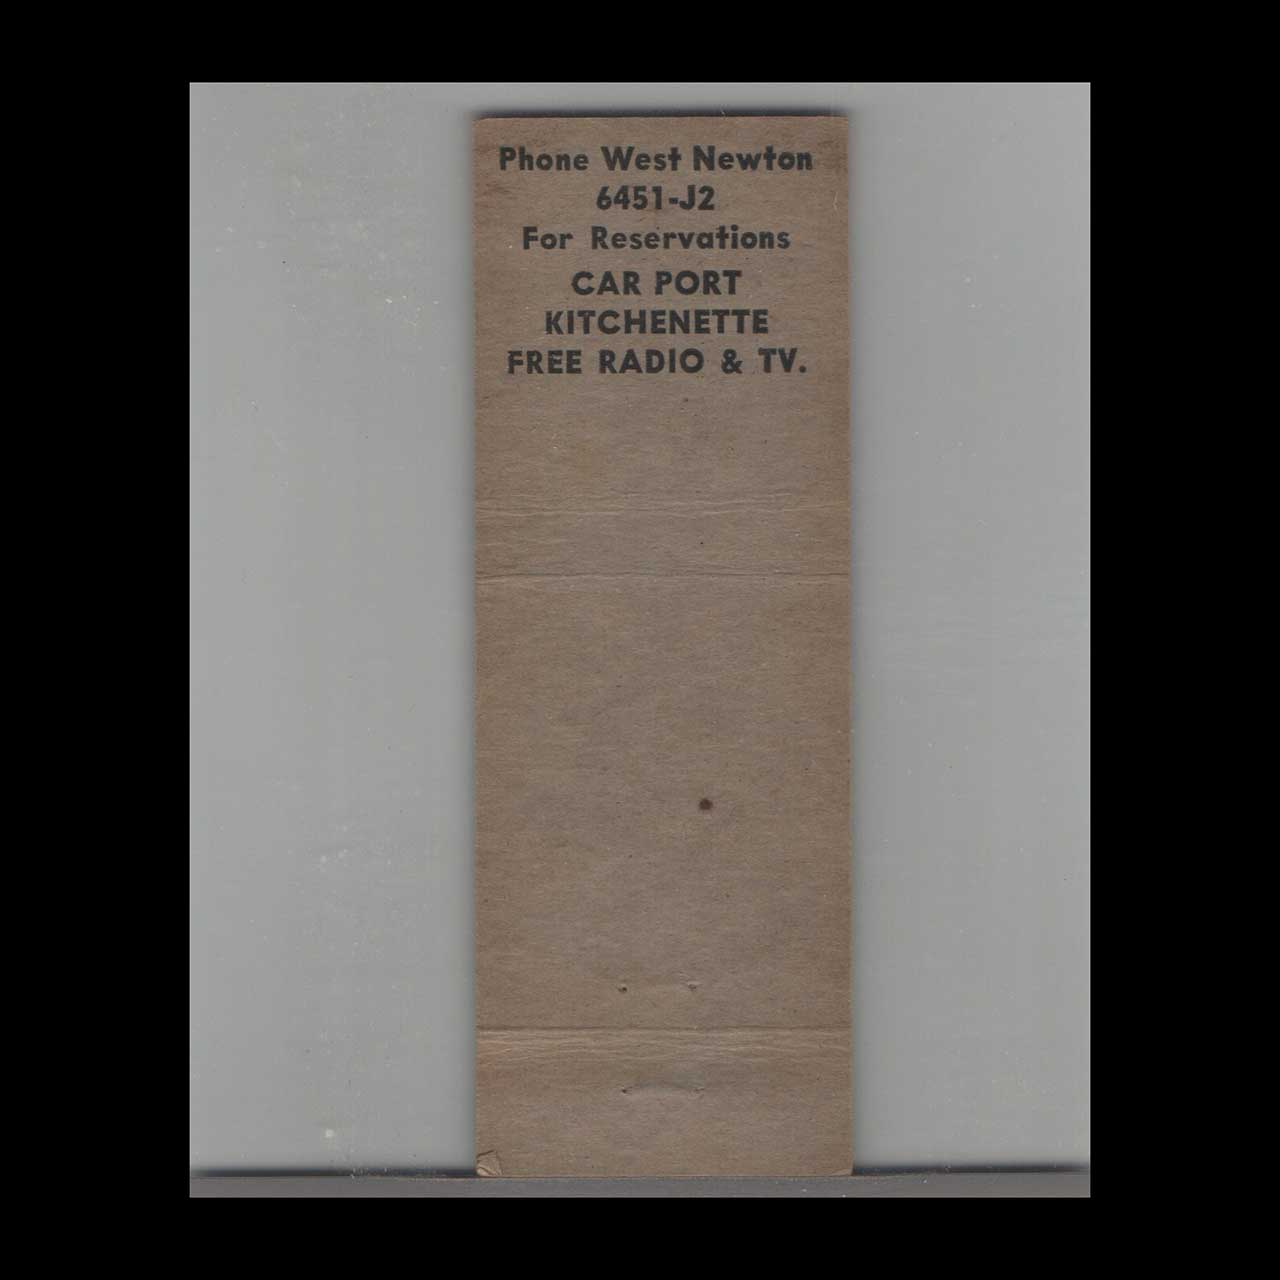 Phone West Newton
6451-J2
For Reservations
CAR PORT
KITCHENETTE
FREE RADIO & TV.